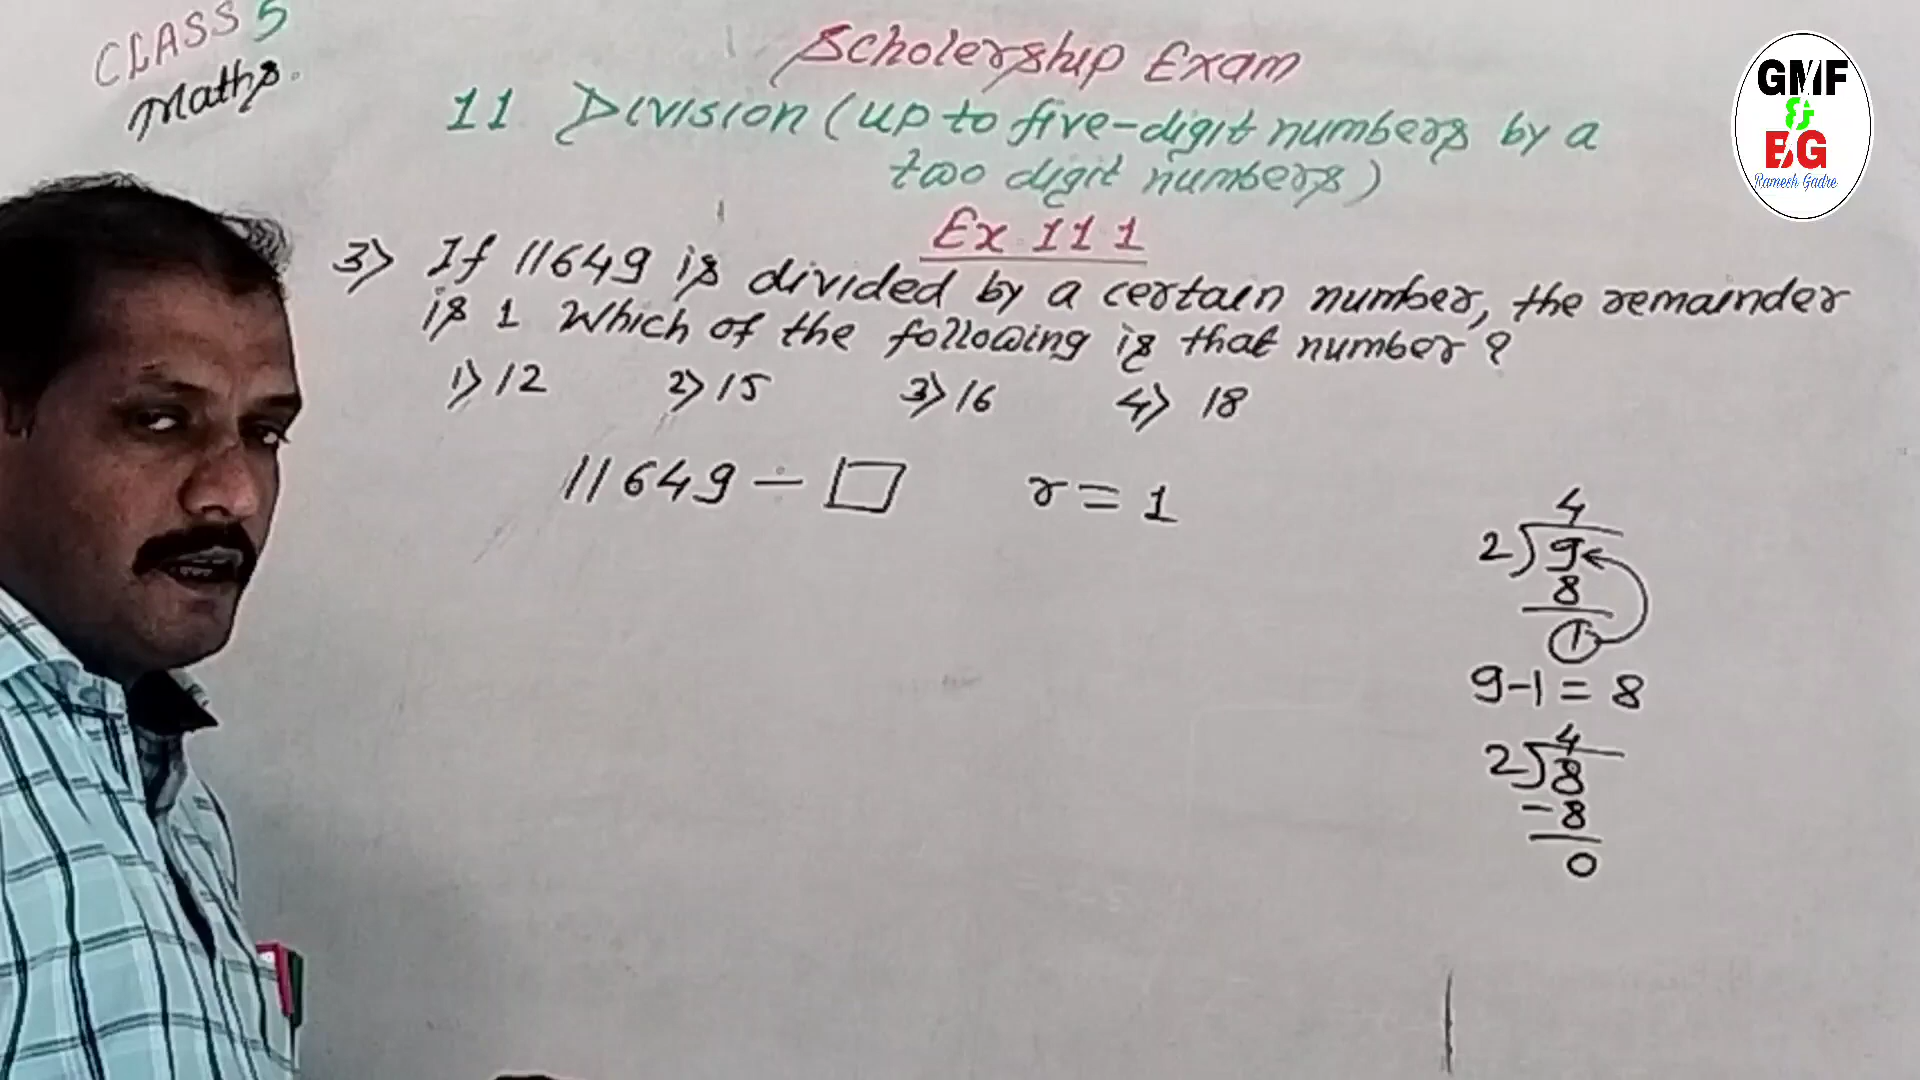 CLASS 5
Maths.
Scholership Exam
11 Division (up to five-digit numbers by a
two digit numbers)
Ex 11 1
3) If 11649 is divided by a certain number, the remainder
is 1 Which of the following is that number?
1) 12 2) 15 3) 16 4) 18
11649 ÷ □ r = 1
4
2) 9
8
1
9-1 = 8
4
2) 8
- 8
0
GMF
&
BG
Ramesh Gadre